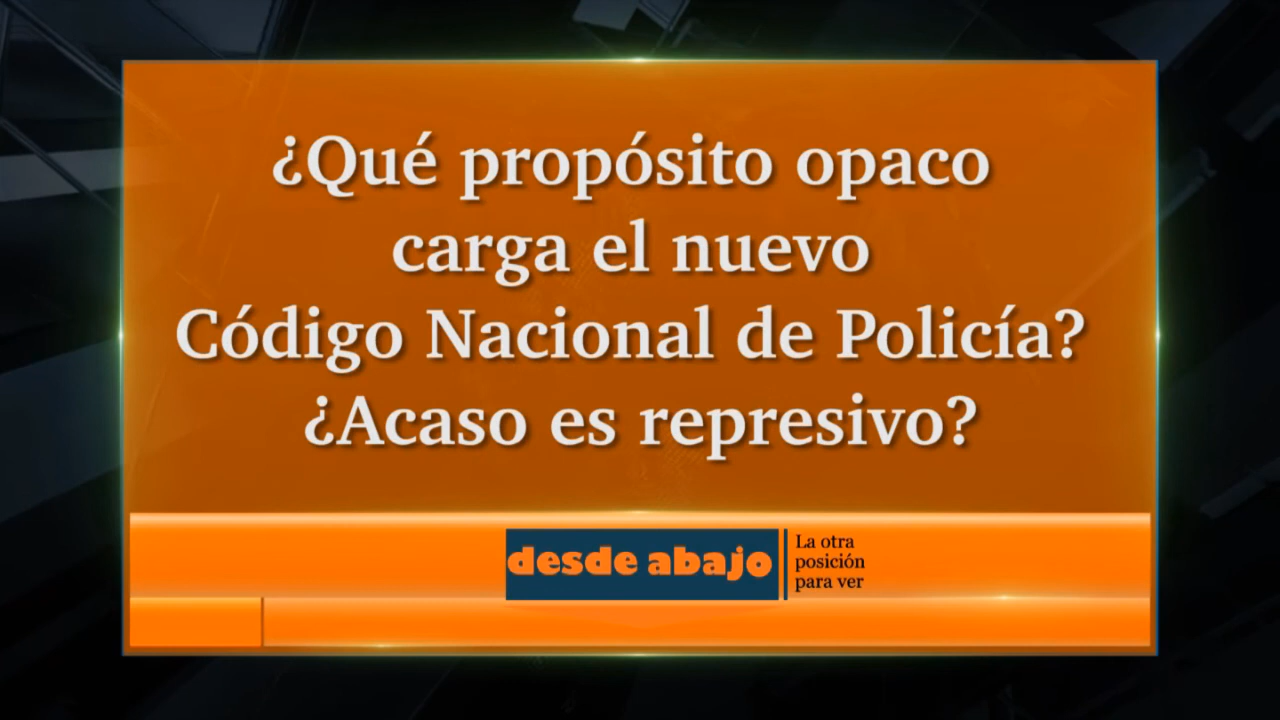 ¿Qué propósito opaco
carga el nuevo
Código Nacional de Policía?
¿Acaso es represivo?
desde abajo
La otra
posición
para ver